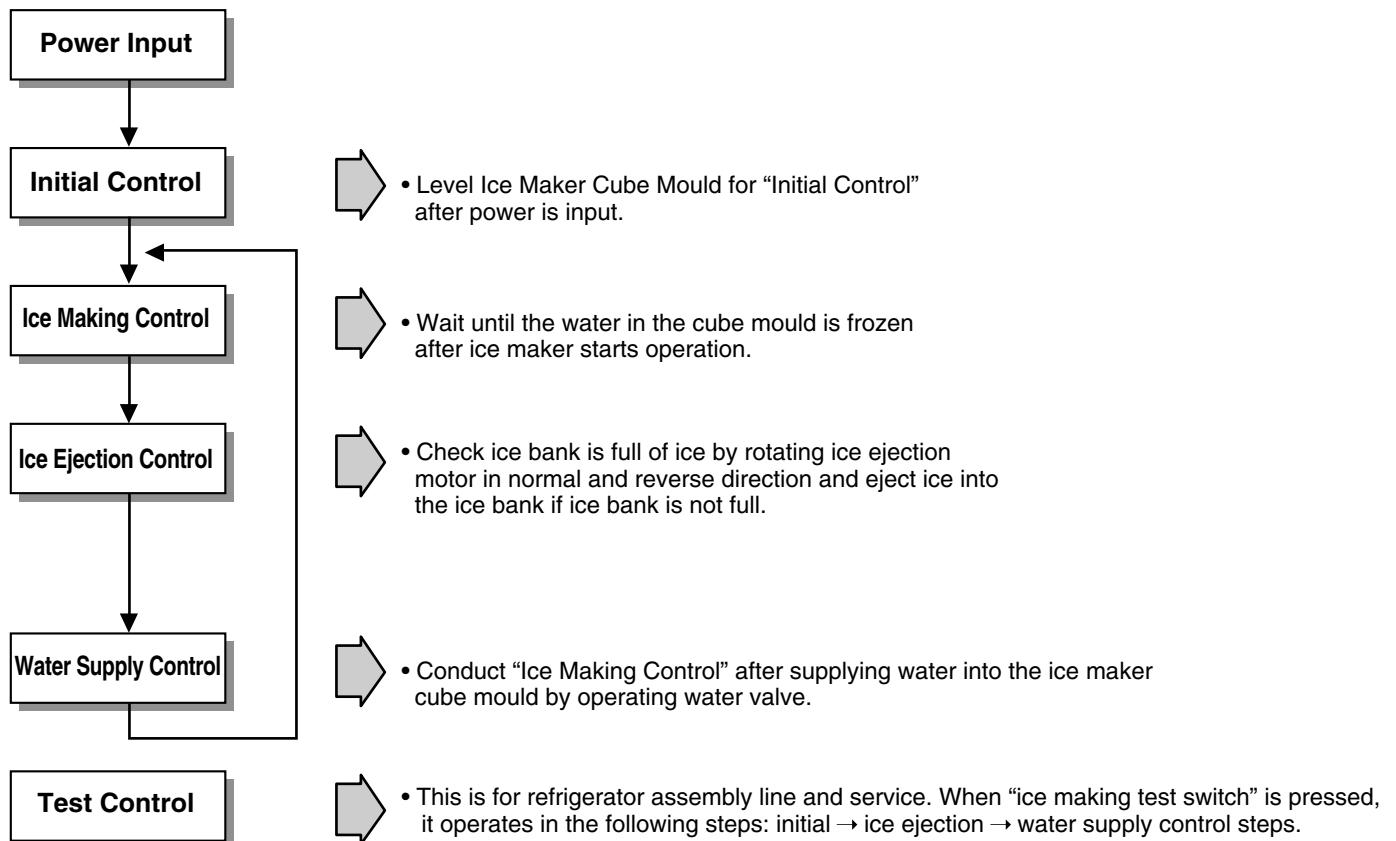 Power Input
Initial Control
• Level Ice Maker Cube Mould for “Initial Control”
after power is input.
Ice Making Control
• Wait until the water in the cube mould is frozen
after ice maker starts operation.
Ice Ejection Control
• Check ice bank is full of ice by rotating ice ejection
motor in normal and reverse direction and eject ice into
the ice bank if ice bank is not full.
Water Supply Control
• Conduct “Ice Making Control” after supplying water into the ice maker
cube mould by operating water valve.
Test Control
• This is for refrigerator assembly line and service. When “ice making test switch” is pressed,
it operates in the following steps: initial → ice ejection → water supply control steps.